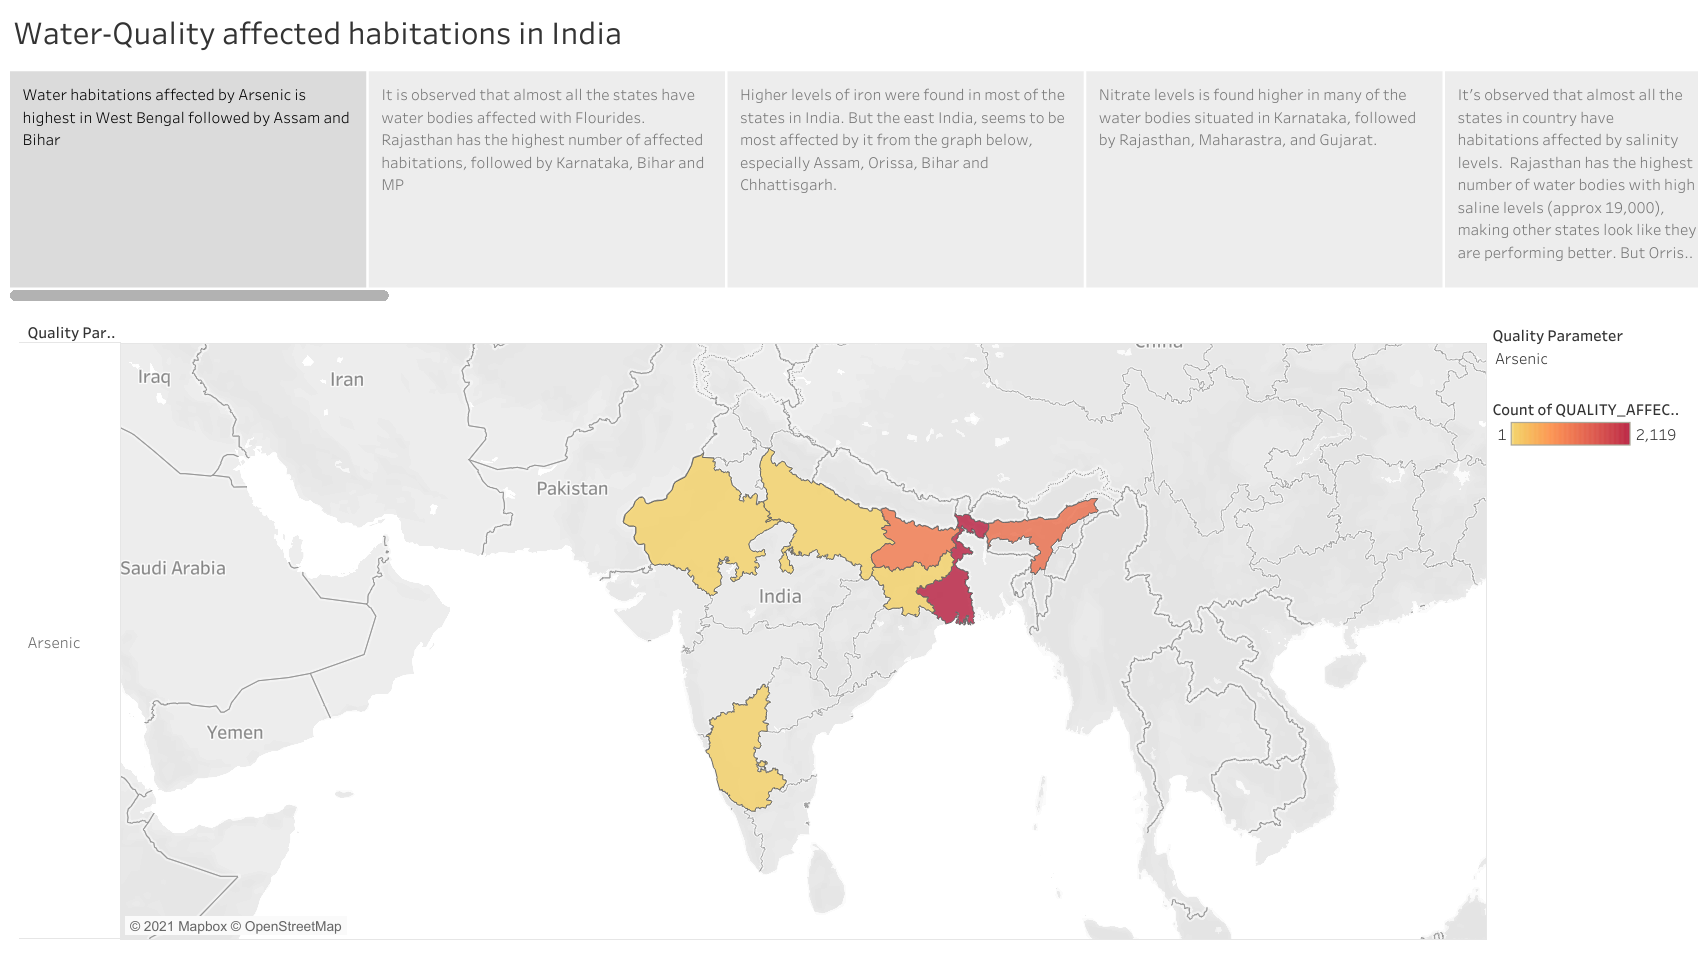 Water-Quality affected habitations in India
Water habitations affected by Arsenic is
highest in West Bengal followed by Assam and
Bihar
It is observed that almost all the states have
water bodies affected with Flourides.
Rajasthan has the highest number of affected
habitations, followed by Karnataka, Bihar and
MP
Higher levels of iron were found in most of the
states in India. But the east India, seems to be
most affected by it from the graph below,
especially Assam, Orissa, Bihar and
Chhattisgarh.
Nitrate levels is found higher in many of the
water bodies situated in Karnataka, followed
by Rajasthan, Maharastra, and Gujarat.
It's observed that almost all the
states in country have
habitations affected by salinity
levels.  Rajasthan has the highest
number of water bodies with high
saline levels (approx 19,000),
making other states look like they
are performing better. But Orris..
Quality Par..
Arsenic
China
Iraq
Iran
Pakistan
Saudi Arabia
India
Yemen
© 2021 Mapbox © OpenStreetMap
Quality Parameter
Arsenic
Count of QUALITY_AFFEC..
1
2,119